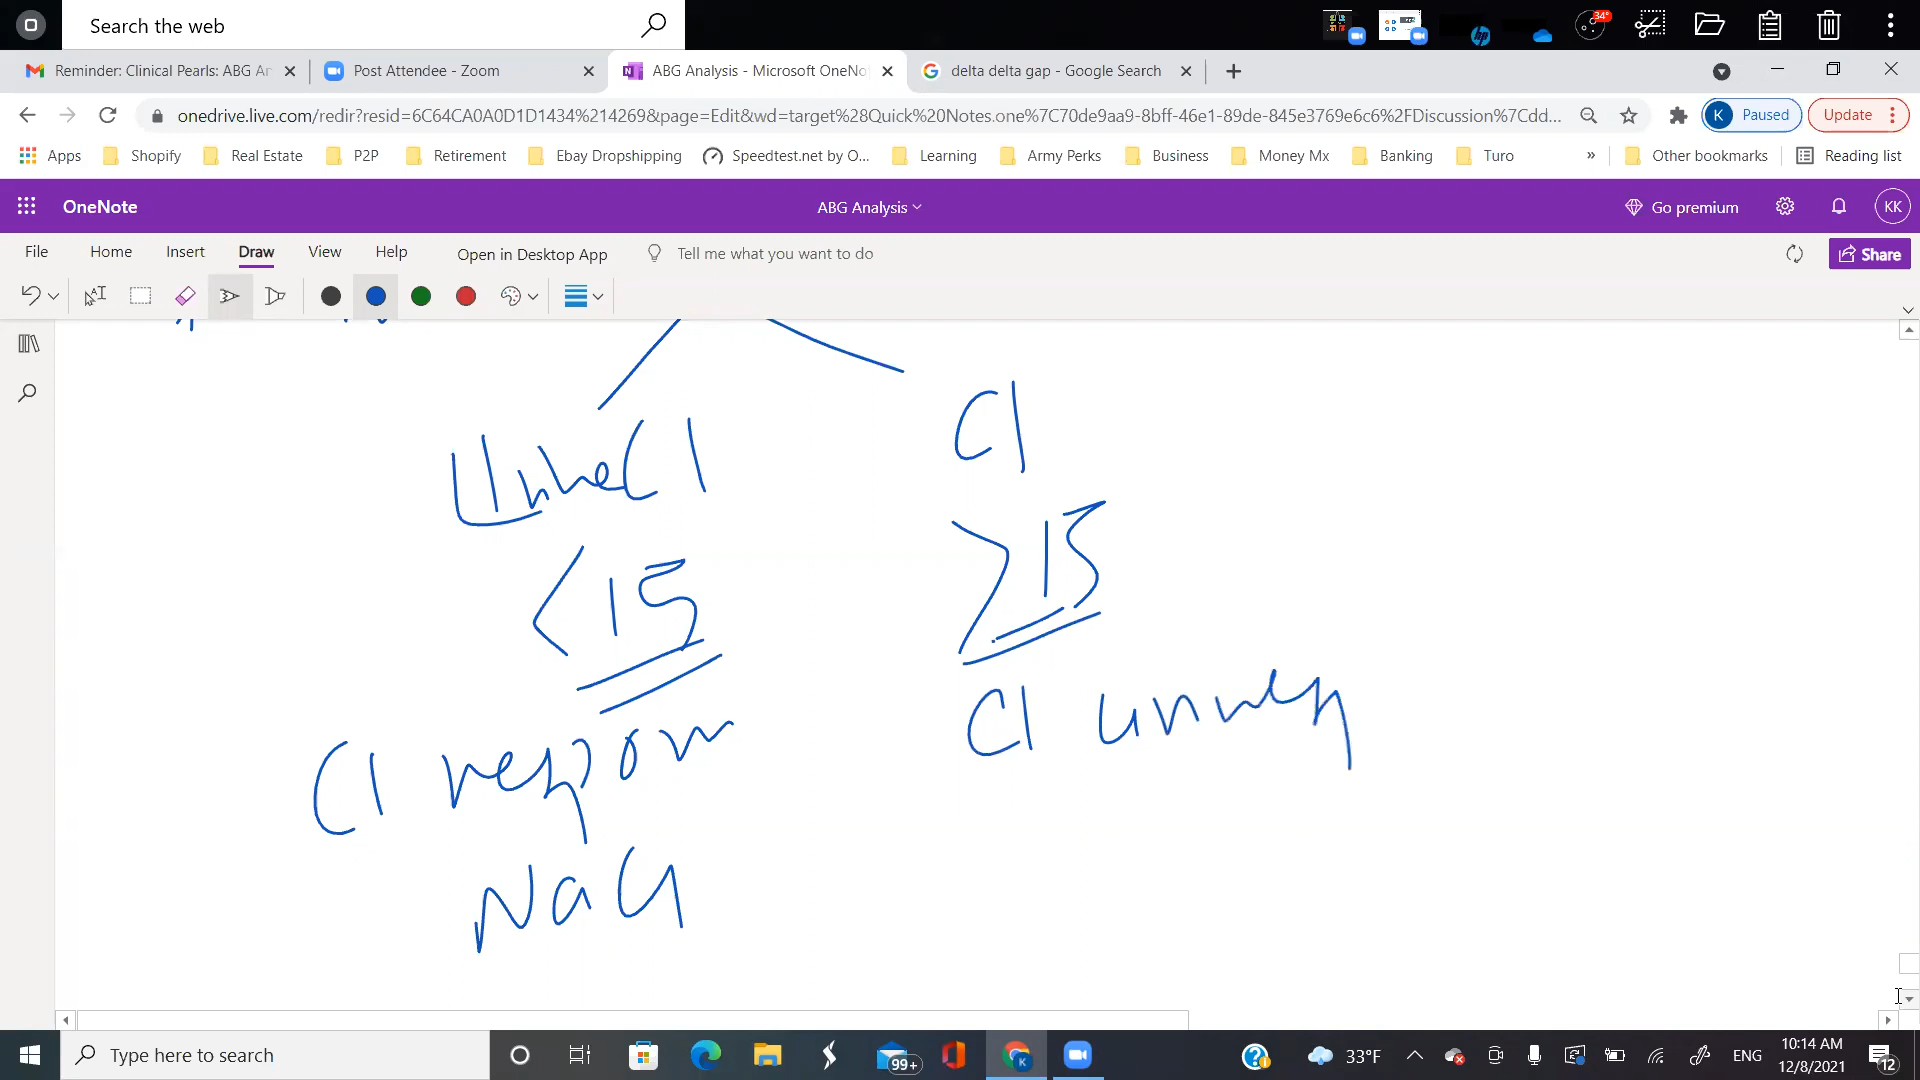 Search the web
34°
Reminder: Clinical Pearls: ABG An
Post Attendee - Zoom
ABG Analysis - Microsoft OneNo
delta delta gap - Google Search
onedrive.live.com/redir?resid=6C64CA0A0D1D1434%214269&page=Edit&wd=target%28Quick%20Notes.one%7C70de9aa9-8bff-46e1-89de-845e3769e6c6%2FDiscussion%7Cdd...
K Paused
Update
Apps
Shopify
Real Estate
P2P
Retirement
Ebay Dropshipping
Speedtest.net by O...
Learning
Army Perks
Business
Money Mx
Banking
Turo
»
Other bookmarks
Reading list
OneNote
ABG Analysis
Go premium
KK
File
Home
Insert
Draw
View
Help
Open in Desktop App
Tell me what you want to do
Share
Cl
Cl
<15
>15
Cl
Cl
NaCl
Type here to search
99+
33°F
ENG
10:14 AM
12/8/2021
12